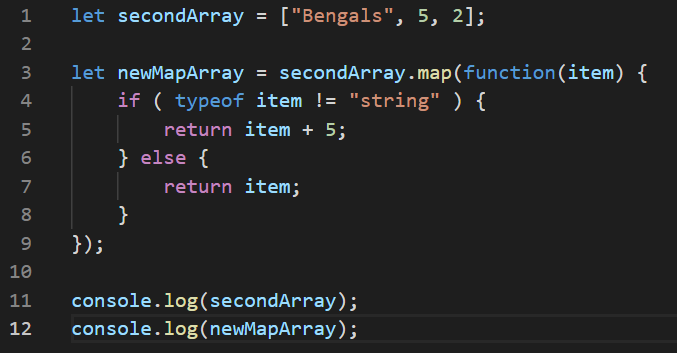 1 let secondArray = ["Bengals", 5, 2];
2
3 let newMapArray = secondArray.map(function(item) {
4     if ( typeof item != "string" ) {
5         return item + 5;
6     } else {
7         return item;
8     }
9 });
10
11 console.log(secondArray);
12 console.log(newMapArray);